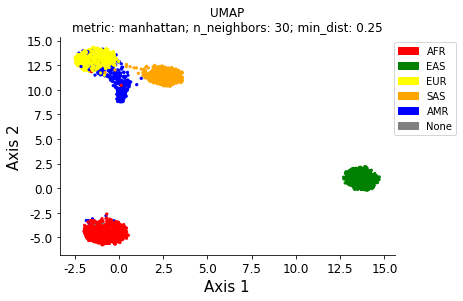 UMAP
metric: manhattan; n_neighbors: 30; min_dist: 0.25
15.0
12.5
10.0
7.5
5.0
2.5
0.0
-2.5
-5.0
Axis 2
-2.5 0.0 2.5 5.0 7.5 10.0 12.5 15.0
Axis 1
AFR
EAS
EUR
SAS
AMR
None